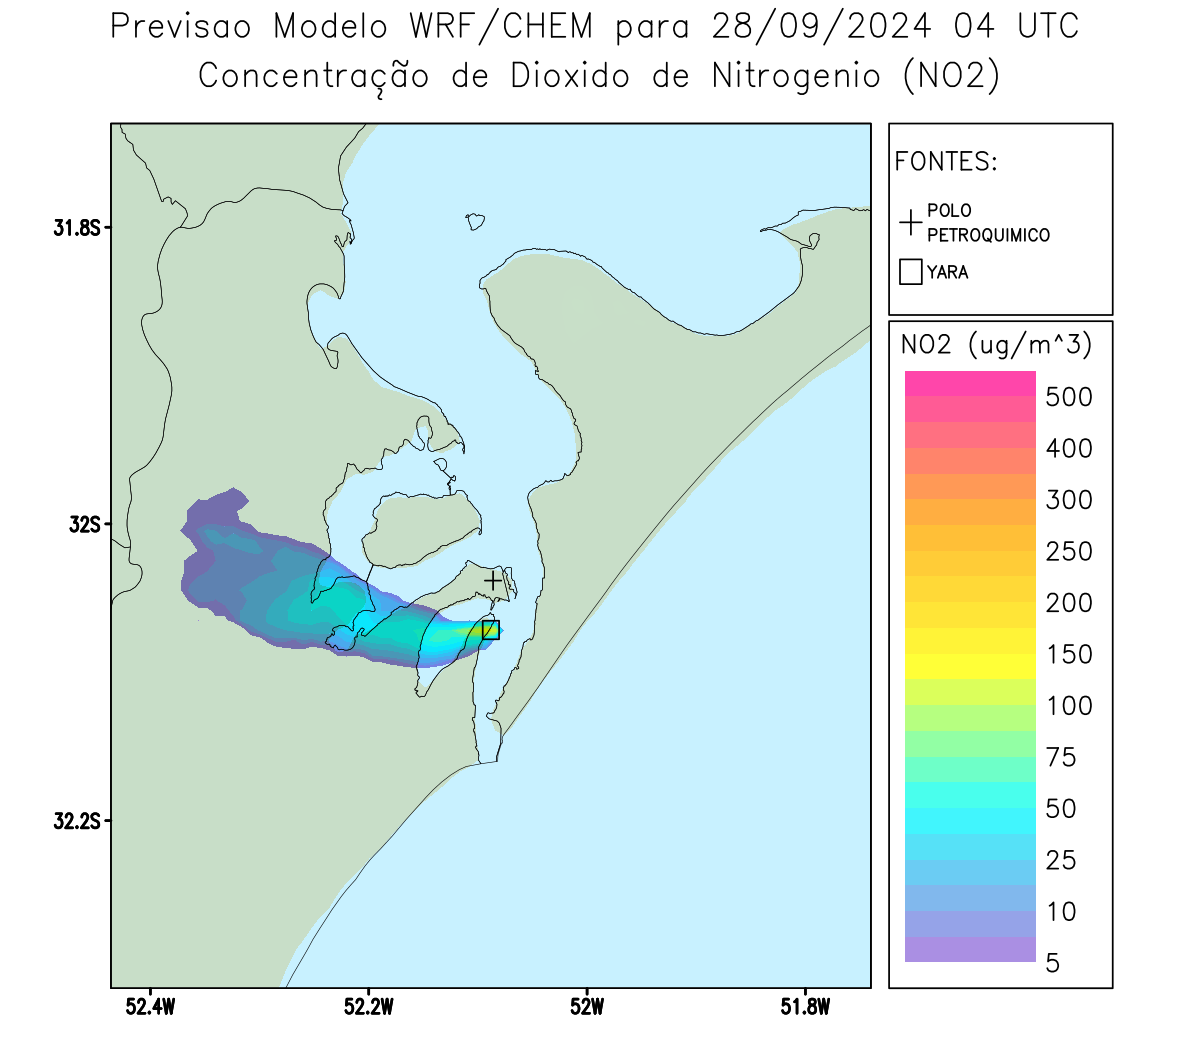 Previsao Modelo WRF/CHEM para 28/09/2024 04 UTC
Concentração de Dioxido de Nitrogenio (NO2)
FONTES:
POLO
PETROQUIMICO
YARA
NO2 (ug/m^3)
500
400
300
250
200
150
100
75
50
25
10
5
31.8S
32S
32.2S
52.4W
52.2W
52W
51.8W